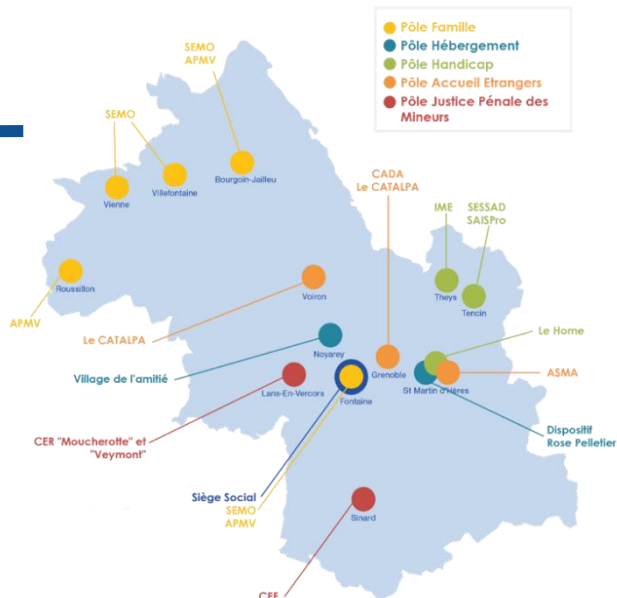 Pôle Famille
Pôle Hébergement
Pôle Handicap
Pôle Accueil Etrangers
Pôle Justice Pénale des
Mineurs
SEMO
APMV
SEMO
Bourgoin-Jailleu
Villefontaine
Vienne
CADA
Le CATALPA
IME
SESSAD
SAISPro
Roussillon
APMV
Voiron
Theys
Tencin
Le CATALPA
Noyarey
Le Home
Village de l'amitié
Lans-En-Vercors
Fontaine
Grenoble
St Martin d'Hères
ASMA
CER "Moucherotte" et
"Veymont"
Dispositif
Rose Pelletier
Siège Social
SEMO
APMV
Sinard